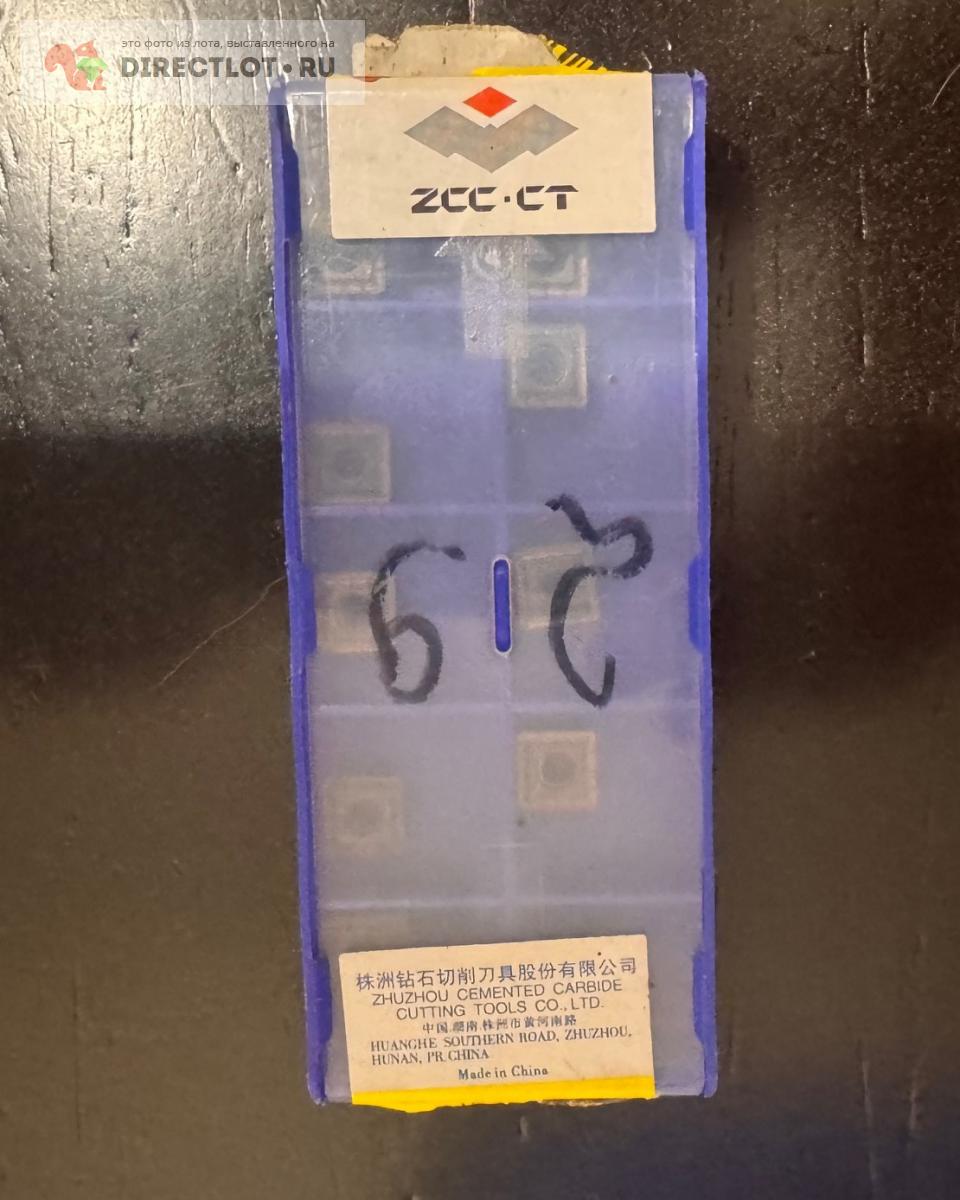 это фото из лота, выставленного на
DIRECTLOT.RU
ZCC·CT
株洲钻石切削刀具股份有限公司
ZHUZHOU CEMENTED CARBIDE
CUTTING TOOLS CO.,LTD.
中国.湖南.株洲市黄河南路
HUANGHE SOUTHERN ROAD, ZHUZHOU,
HUNAN, PR.CHINA
Made in China